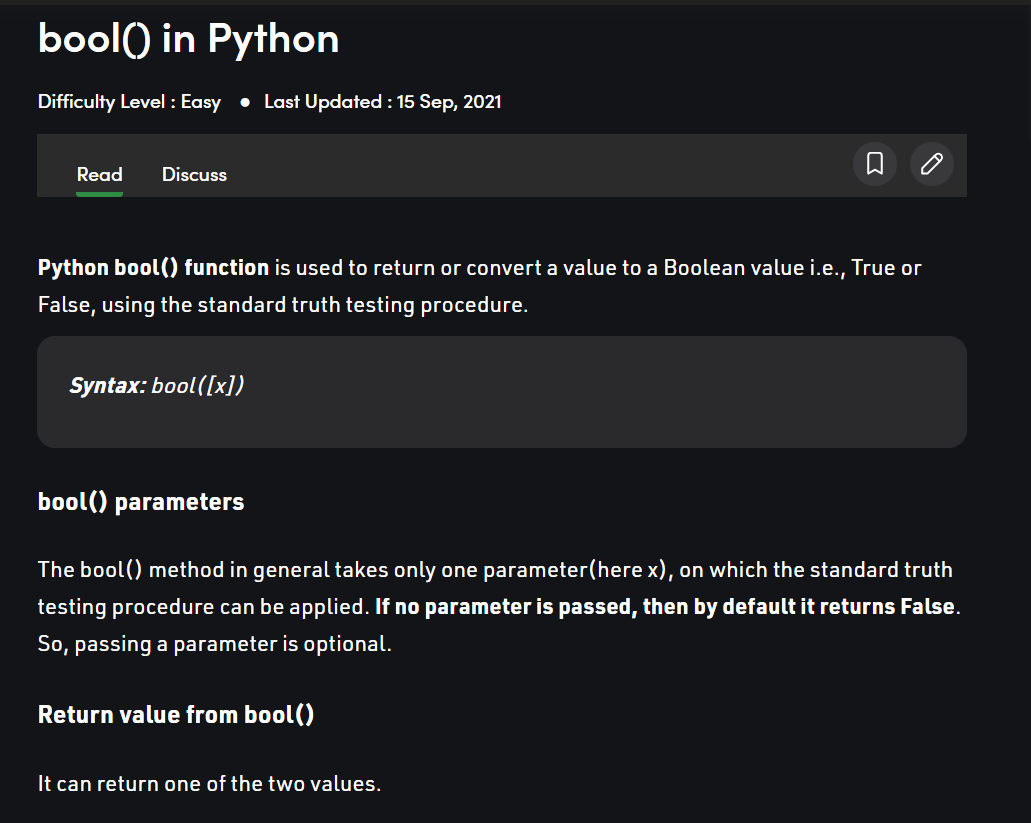 bool() in Python
Difficulty Level : Easy ● Last Updated : 15 Sep, 2021
Read Discuss
Python bool() function is used to return or convert a value to a Boolean value i.e., True or
False, using the standard truth testing procedure.
Syntax: bool([x])
bool() parameters
The bool() method in general takes only one parameter(here x), on which the standard truth
testing procedure can be applied. If no parameter is passed, then by default it returns False.
So, passing a parameter is optional.
Return value from bool()
It can return one of the two values.